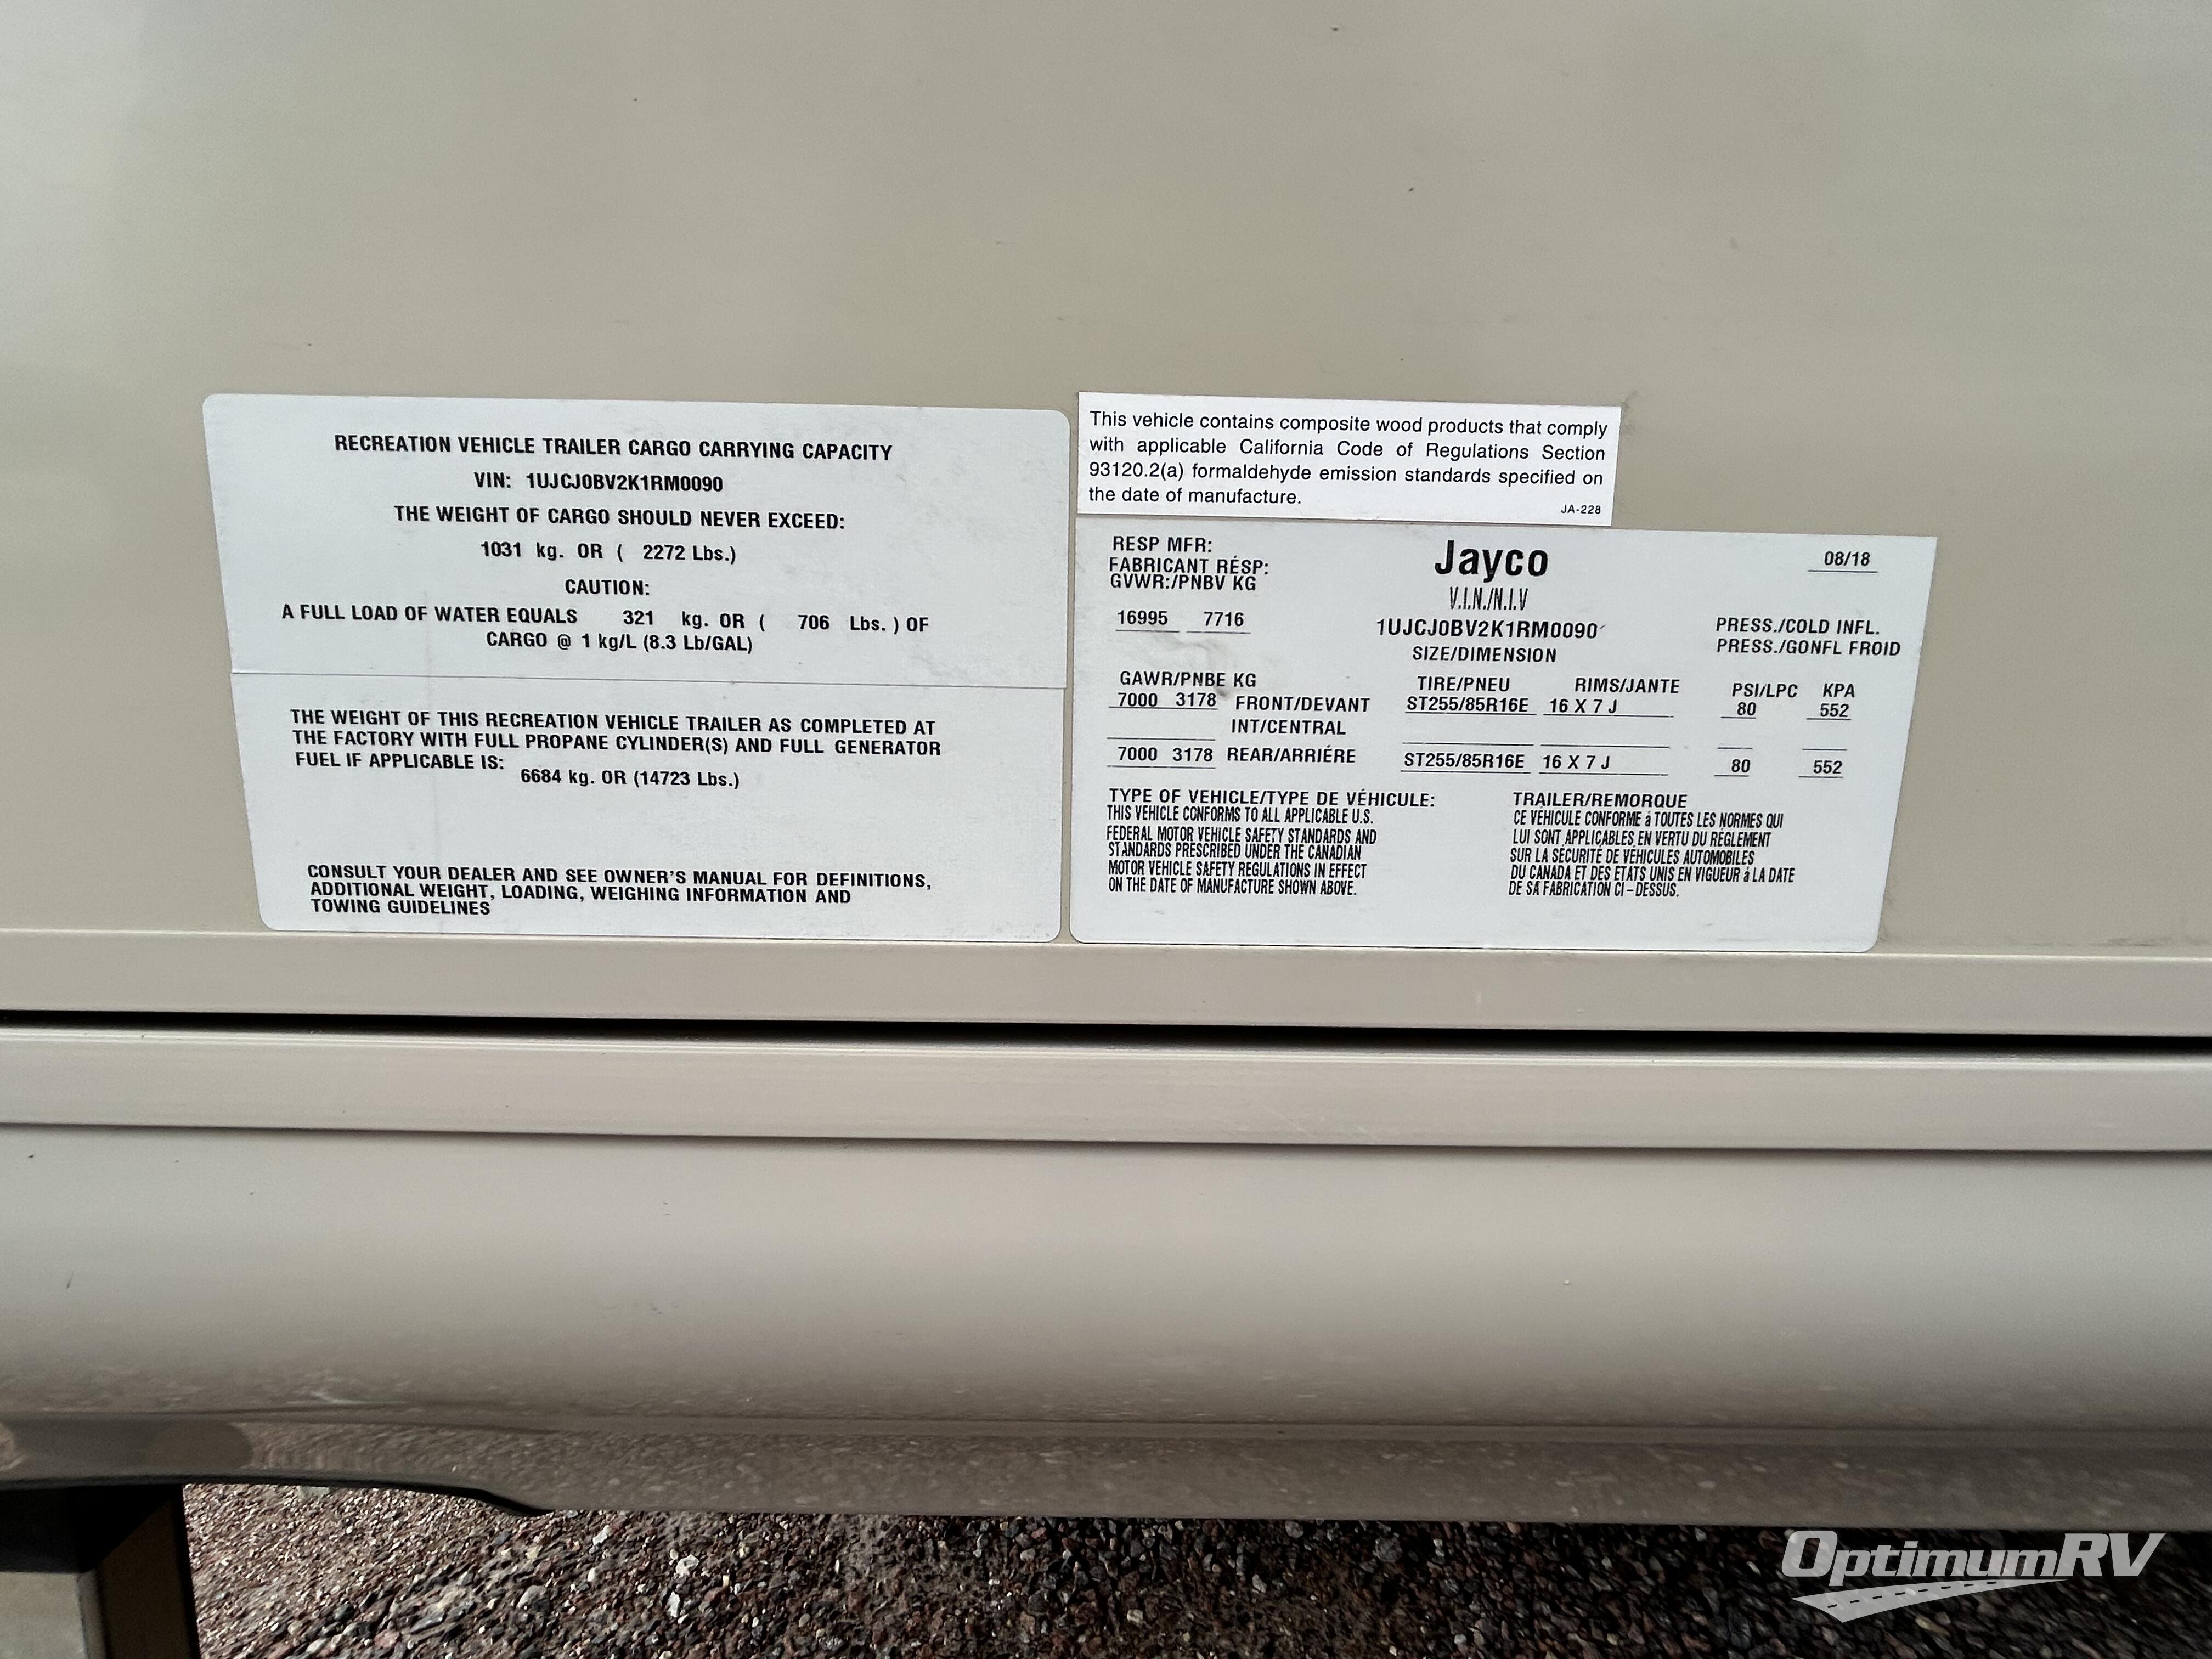 RECREATION VEHICLE TRAILER CARGO CARRYING CAPACITY
VIN: 1UJCJ0BV2K1RM0090
THE WEIGHT OF CARGO SHOULD NEVER EXCEED:
1031 kg. OR ( 2272 Lbs.)
CAUTION:
A FULL LOAD OF WATER EQUALS 321 kg. OR ( 706 Lbs. ) OF
CARGO @ 1 kg/L (8.3 Lb/GAL)
THE WEIGHT OF THIS RECREATION VEHICLE TRAILER AS COMPLETED AT
THE FACTORY WITH FULL PROPANE CYLINDER(S) AND FULL GENERATOR
FUEL IF APPLICABLE IS:
6684 kg. OR (14723 Lbs.)
CONSULT YOUR DEALER AND SEE OWNER'S MANUAL FOR DEFINITIONS,
ADDITIONAL WEIGHT, LOADING, WEIGHING INFORMATION AND
TOWING GUIDELINES
This vehicle contains composite wood products that comply
with applicable California Code of Regulations Section
93120.2(a) formaldehyde emission standards specified on
the date of manufacture.
JA-228
RESP MFR:
FABRICANT RÉSP:
GVWR:/PNBV KG
Jayco
08/18
V.I.N./N.I.V
16995 7716
1UJCJ0BV2K1RM0090
PRESS./COLD INFL.
PRESS./GONFL FROID
SIZE/DIMENSION
GAWR/PNBE KG
TIRE/PNEU RIMS/JANTE PSI/LPC KPA
7000 3178 FRONT/DEVANT ST255/85R16E 16 X 7 J 80 552
INT/CENTRAL
7000 3178 REAR/ARRIÉRE ST255/85R16E 16 X 7 J 80 552
TYPE OF VEHICLE/TYPE DE VÉHICULE: TRAILER/REMORQUE
THIS VEHICLE CONFORMS TO ALL APPLICABLE U.S.
FEDERAL MOTOR VEHICLE SAFETY STANDARDS AND
STANDARDS PRESCRIBED UNDER THE CANADIAN
MOTOR VEHICLE SAFETY REGULATIONS IN EFFECT
ON THE DATE OF MANUFACTURE SHOWN ABOVE.
CE VÉHICULE CONFORME à TOUTES LES NORMES QUI
LUI SONT APPLICABLES EN VERTU DU RÉGLEMENT
SUR LA SÉCURITÉ DE VÉHICULES AUTOMOBILES
DU CANADA ET DES ETATS UNIS EN VIGUEUR à LA DATE
DE SA FABRICATION CI-DESSUS.
OptimumRV